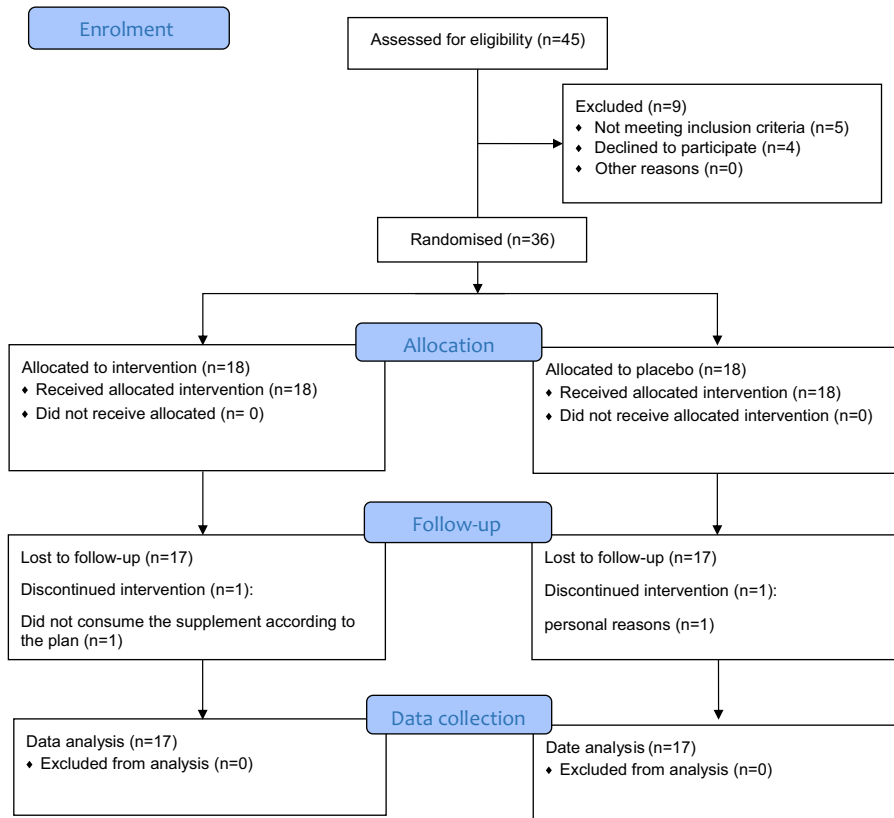 Enrolment
Assessed for eligibility (n=45)
Excluded (n=9)
♦ Not meeting inclusion criteria (n=5)
♦ Declined to participate (n=4)
♦ Other reasons (n=0)
Randomised (n=36)
Allocation
Allocated to intervention (n=18)
♦ Received allocated intervention (n=18)
♦ Did not receive allocated (n= 0)
Allocated to placebo (n=18)
♦ Received allocated intervention (n=18)
♦ Did not receive allocated intervention (n=0)
Follow-up
Lost to follow-up (n=17)
Discontinued intervention (n=1):
Did not consume the supplement according to
the plan (n=1)
Lost to follow-up (n=17)
Discontinued intervention (n=1):
personal reasons (n=1)
Data collection
Data analysis (n=17)
♦ Excluded from analysis (n=0)
Date analysis (n=17)
♦ Excluded from analysis (n=0)